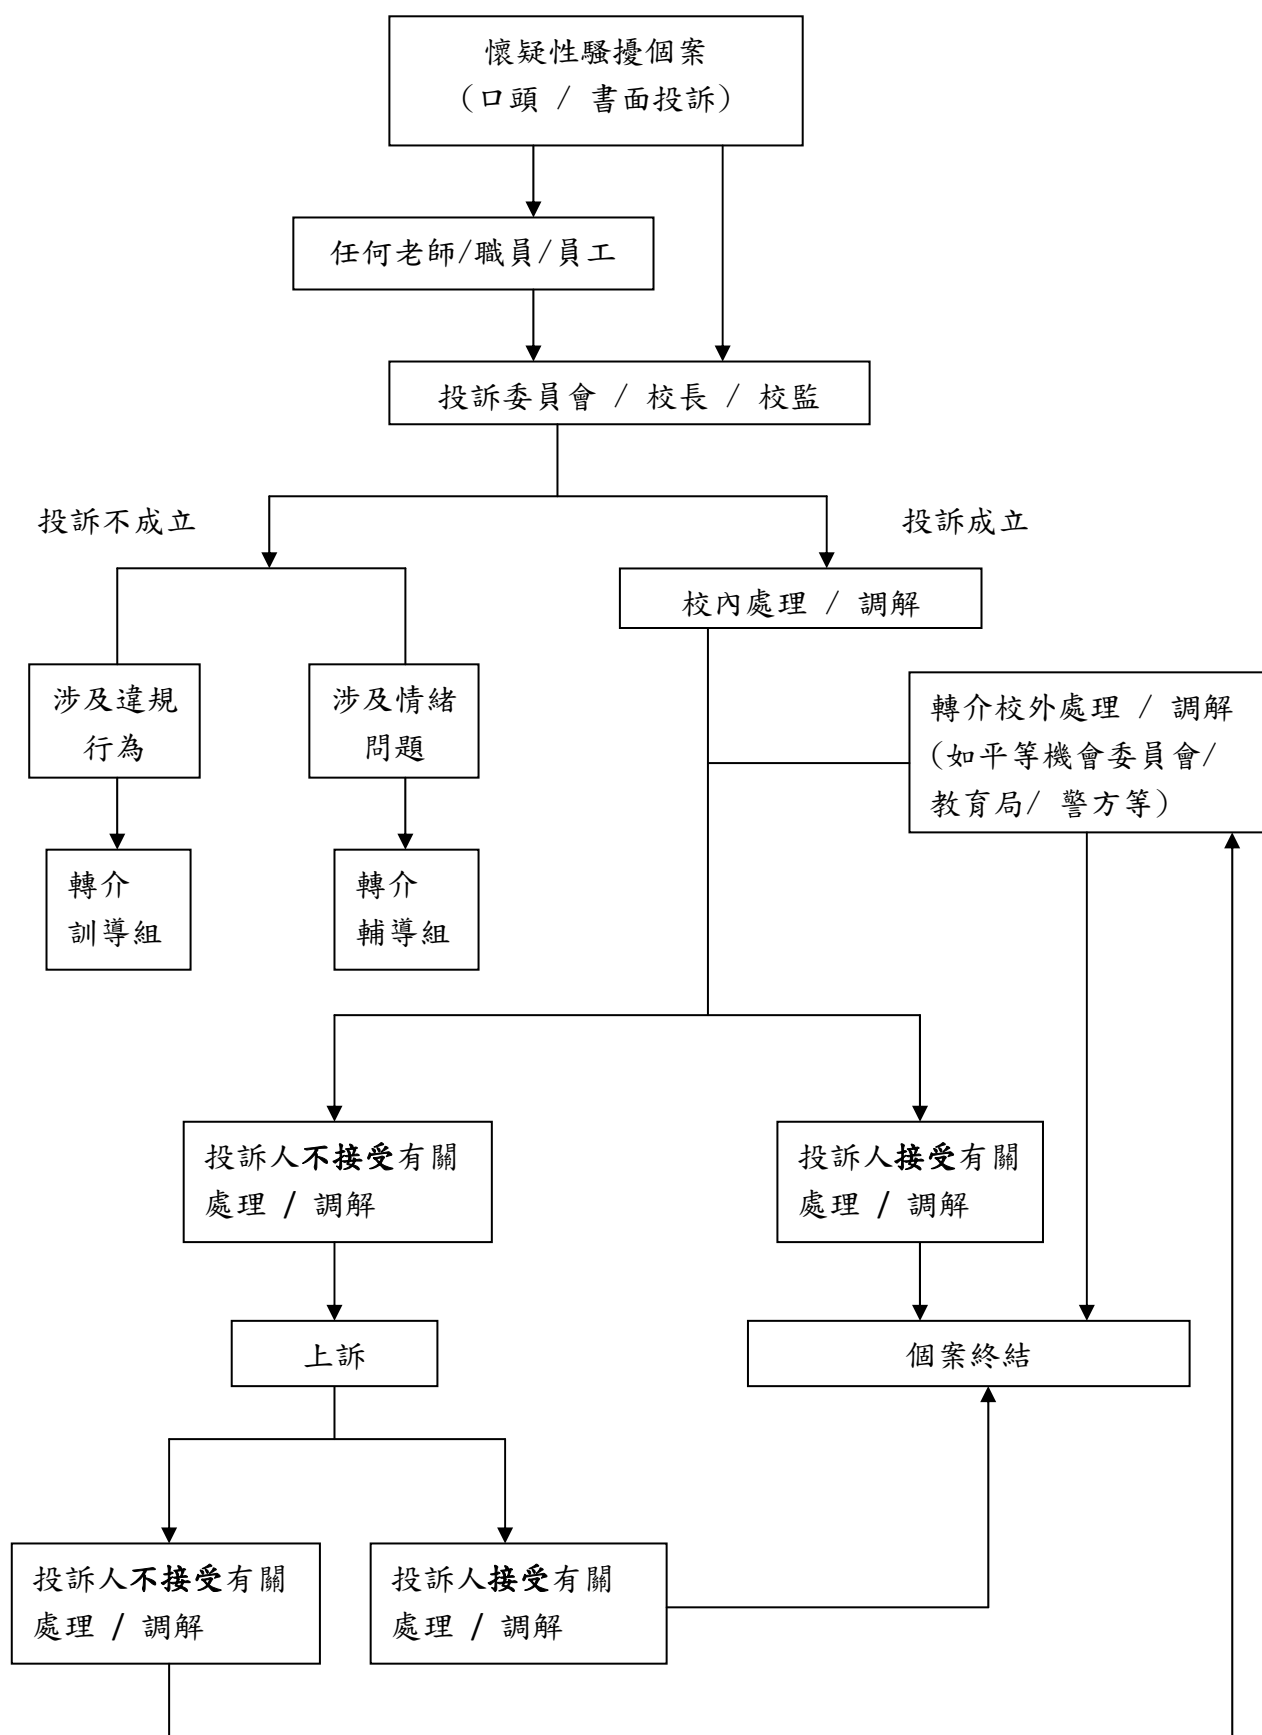 懷疑性騷擾個案
(口頭 / 書面投訴)
任何老師/職員/員工
投訴委員會 / 校長 / 校監
投訴不成立
投訴成立
校內處理 / 調解
涉及違規
行為
涉及情緒
問題
轉介校外處理 / 調解
(如平等機會委員會/
教育局/ 警方等)
轉介
訓導組
轉介
輔導組
投訴人不接受有關
處理 / 調解
投訴人接受有關
處理 / 調解
上訴
個案終結
投訴人不接受有關
處理 / 調解
投訴人接受有關
處理 / 調解